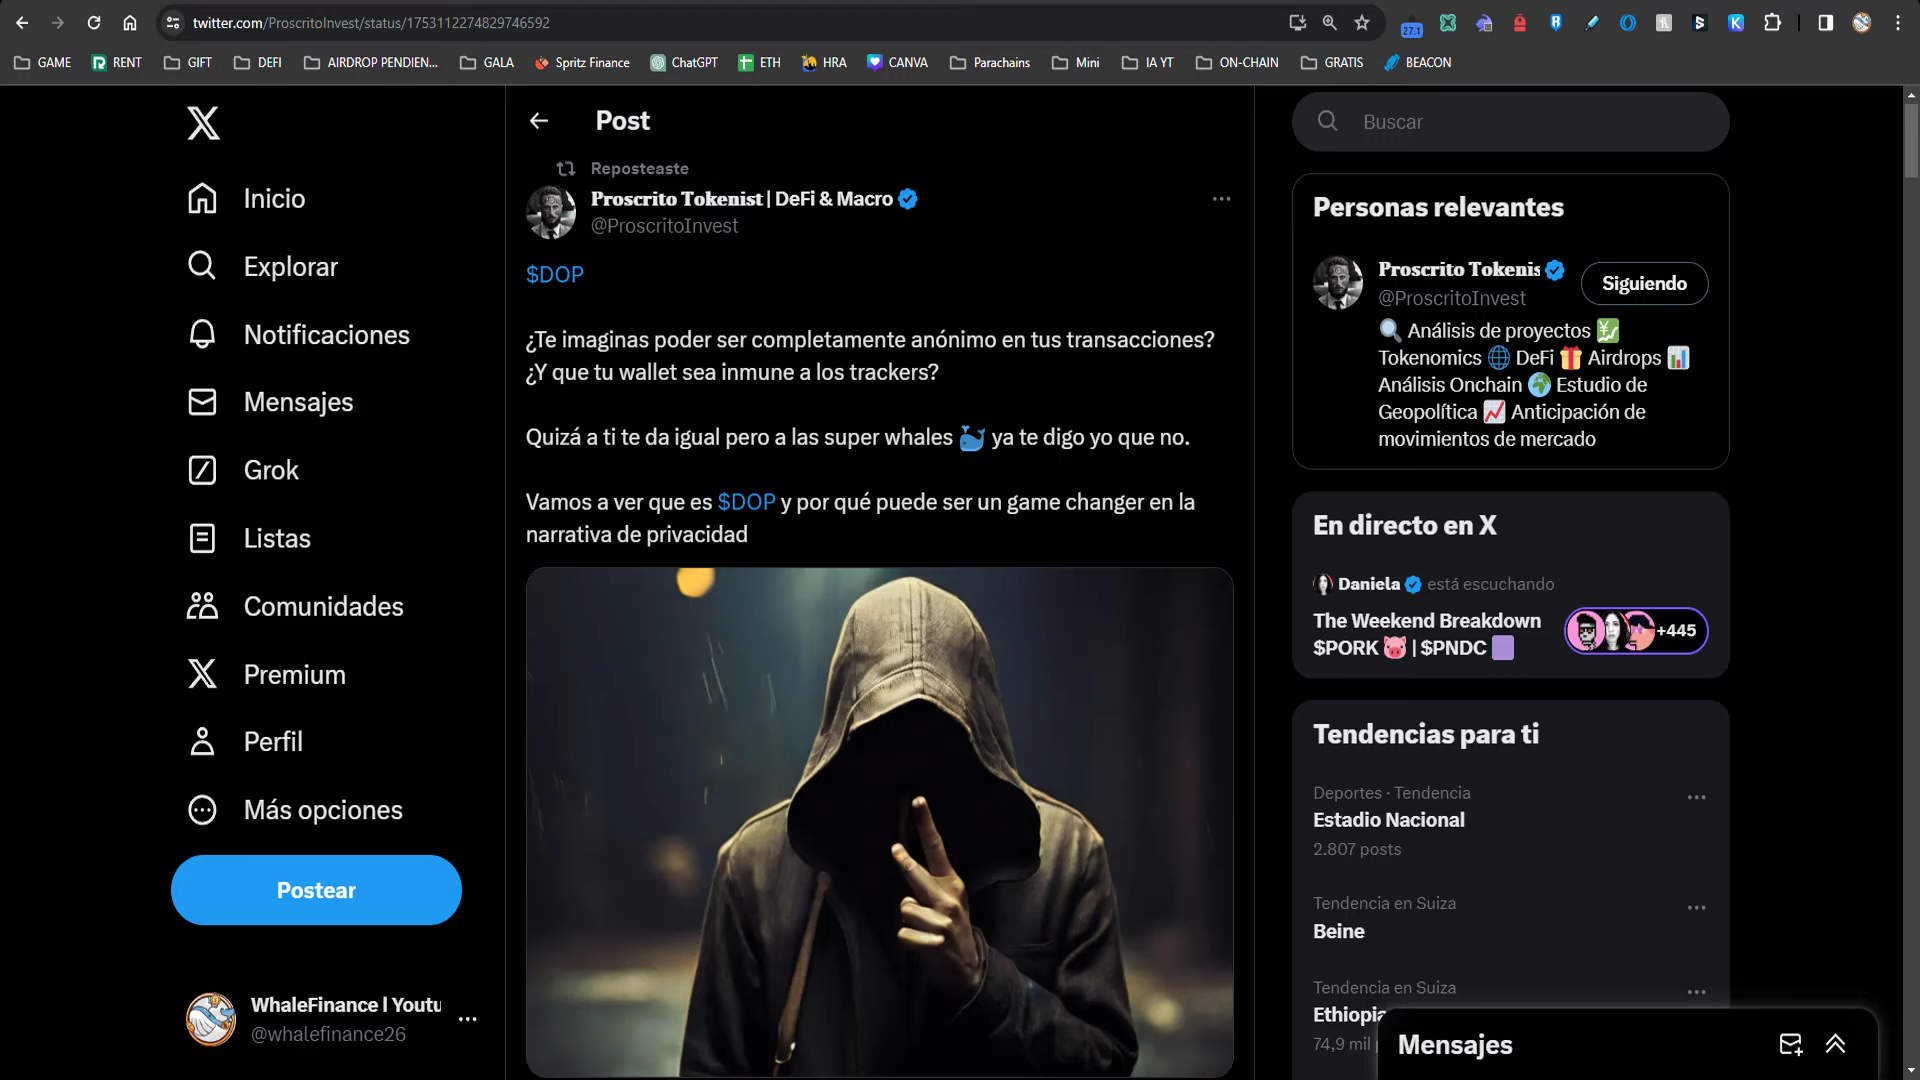 twitter.com/ProscritoInvest/status/1753112274829746592
27.1
GAME
RENT
GIFT
DEFI
AIRDROP PENDIEN...
GALA
Spritz Finance
ChatGPT
ETH
HRA
CANVA
Parachains
Mini
IA YT
ON-CHAIN
GRATIS
BEACON
Inicio
Explorar
Notificaciones
Mensajes
Grok
Listas
Comunidades
Premium
Perfil
Más opciones
Postear
WhaleFinance l Youtu
@whalefinance26
Post
Reposteaste
Proscrito Tokenist | DeFi & Macro
@ProscritoInvest
$DOP
¿Te imaginas poder ser completamente anónimo en tus transacciones?
¿Y que tu wallet sea inmune a los trackers?
Quizá a ti te da igual pero a las super whales 🐳 ya te digo yo que no.
Vamos a ver que es $DOP y por qué puede ser un game changer en la
narrativa de privacidad
Buscar
Personas relevantes
Proscrito Tokenis
@ProscritoInvest
Siguiendo
🔍 Análisis de proyectos 💹
Tokenomics 🌐 DeFi 🎁 Airdrops 📊
Análisis Onchain 🌍 Estudio de
Geopolítica 📈 Anticipación de
movimientos de mercado
En directo en X
Daniela está escuchando
The Weekend Breakdown
$PORK 🐷 | $PNDC 🟪
+445
Tendencias para ti
Deportes · Tendencia
Estadio Nacional
2.807 posts
Tendencia en Suiza
Beine
Tendencia en Suiza
Ethiopia
74,9 mil
Mensajes